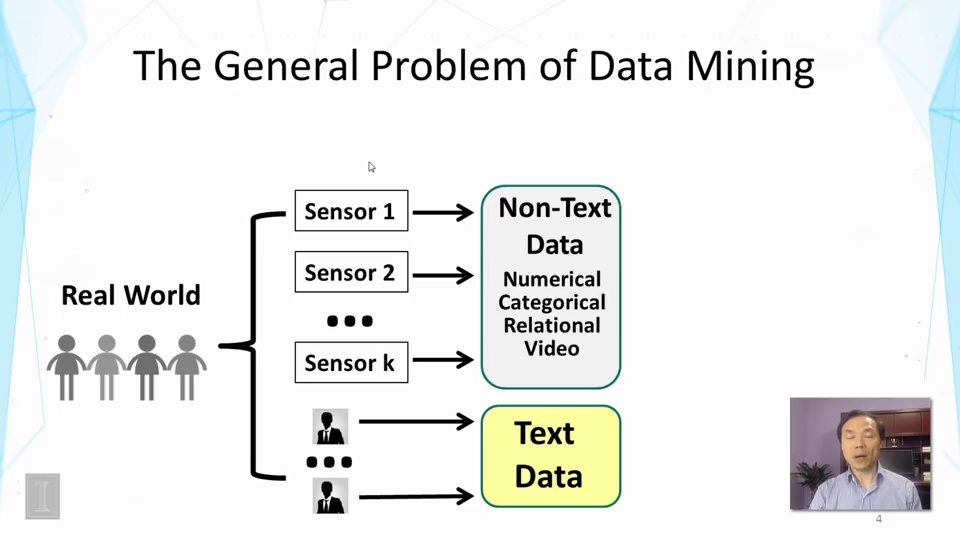 The General Problem of Data Mining
Real World
Sensor 1
Sensor 2
Sensor k
Non-Text
Data
Numerical
Categorical
Relational
Video
Text
Data
I
4